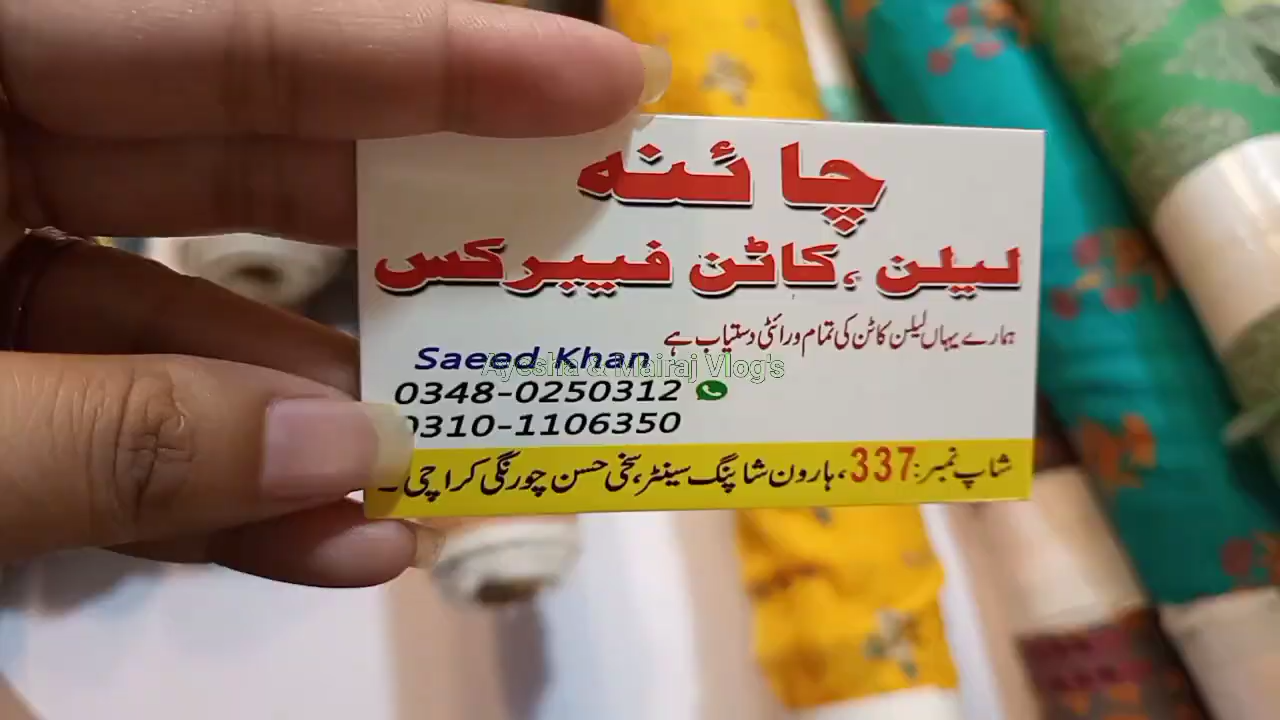 چائنہ
لیلن، کاٹن فیبرکس
ہمارے یہاں لیلن کاٹن کی تمام ورائٹی دستیاب ہے
Saeed Khan
Ayesha & Mairaj Vlog's
0348-0250312
0310-1106350
شاپ نمبر: 337، ہارون شاپنگ سینٹر، سخی حسن چورنگی کراچی۔